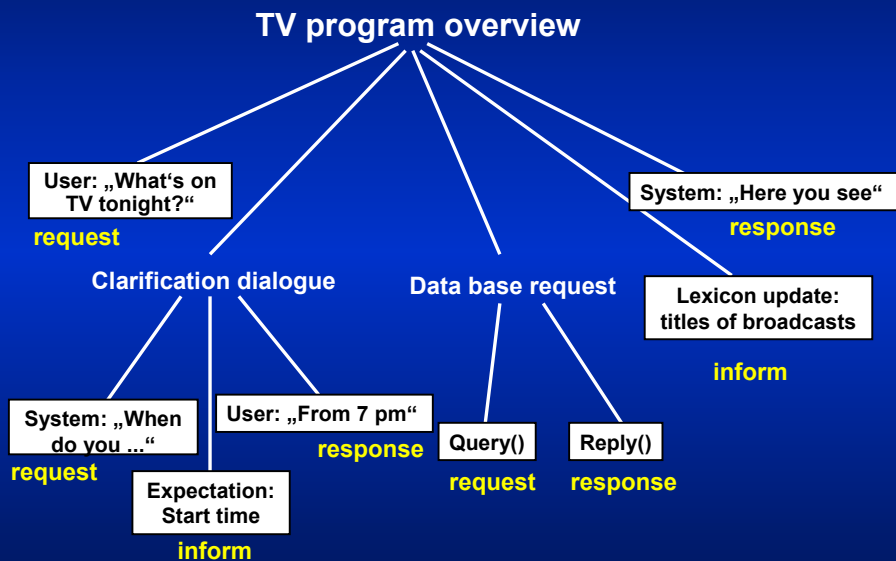 TV program overview
User: „What‘s on
TV tonight?“
request
System: „Here you see“
response
Clarification dialogue
Data base request
Lexicon update:
titles of broadcasts
inform
System: „When
do you ...“
request
User: „From 7 pm“
response
Query()
request
Reply()
response
Expectation:
Start time
inform